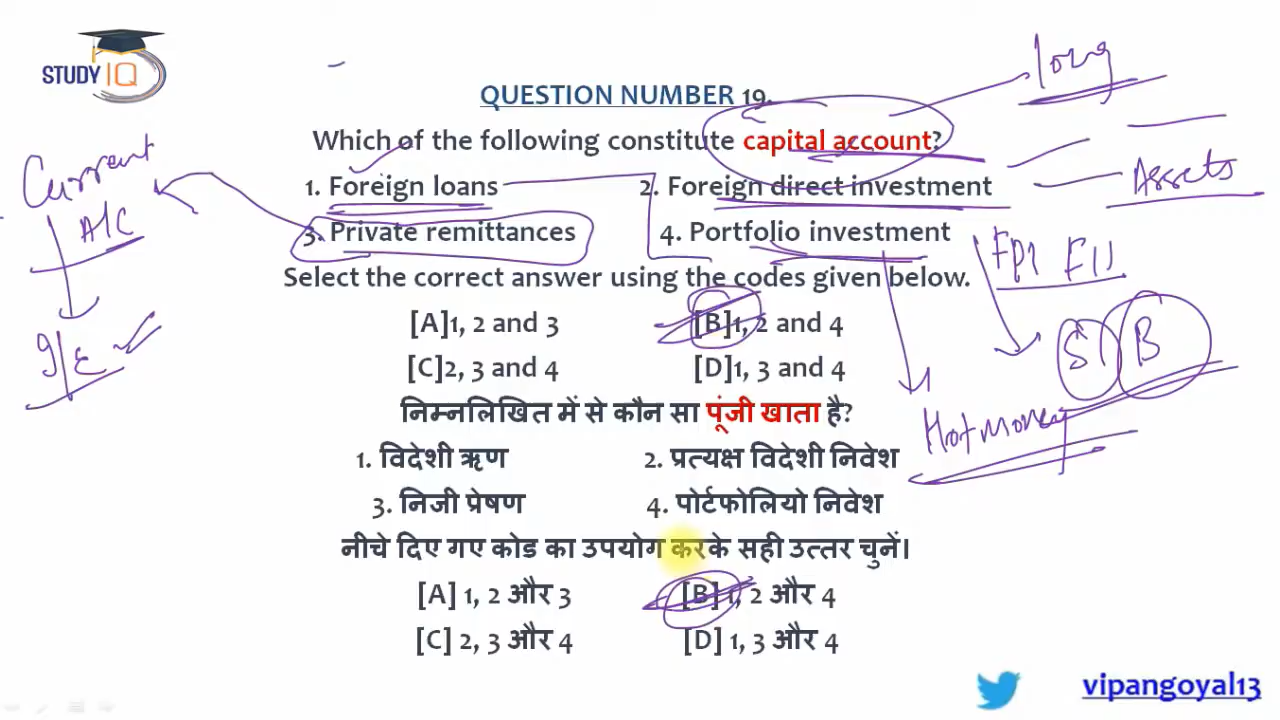 STUDY IQ
QUESTION NUMBER 19.
long
Which of the following constitute capital account?
Current
A/C
1. Foreign loans 2. Foreign direct investment
Assets
3. Private remittances 4. Portfolio investment
FPI FII
Select the correct answer using the codes given below.
[A]1, 2 and 3 [B]1, 2 and 4
S B
[C]2, 3 and 4 [D]1, 3 and 4
निम्नलिखित में से कौन सा पूंजी खाता है?
Hot money
1. विदेशी ऋण 2. प्रत्यक्ष विदेशी निवेश
3. निजी प्रेषण 4. पोर्टफोलियो निवेश
नीचे दिए गए कोड का उपयोग करके सही उत्तर चुनें।
[A] 1, 2 और 3 [B] 1, 2 और 4
[C] 2, 3 और 4 [D] 1, 3 और 4
vipangoyal13